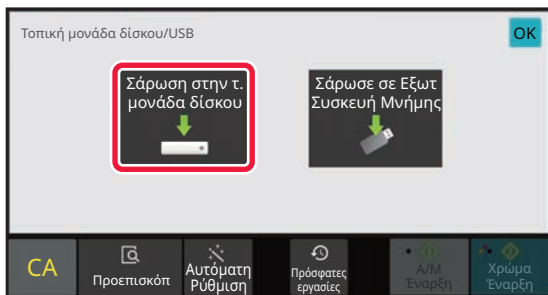 Τοπική μονάδα δίσκου/USB
OK
Σάρωση στην τ.
μονάδα δίσκου
Σάρωσε σε Εξωτ
Συσκευή Μνήμης
CA
Προεπισκόπ
Αυτόματη
Ρύθμιση
Πρόσφατες
εργασίες
Α/Μ
Έναρξη
Χρώμα
Έναρξη